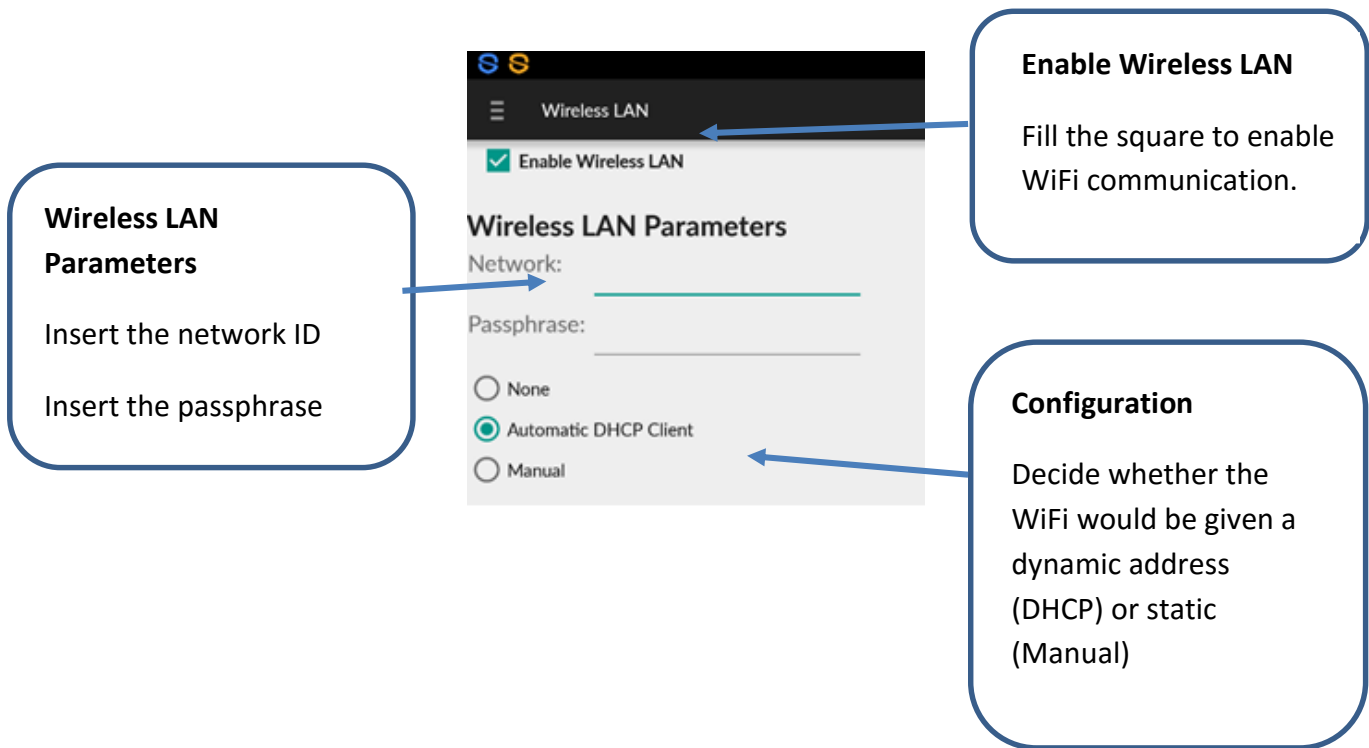 Wireless LAN
Enable Wireless LAN
Wireless LAN Parameters
Network:
Passphrase:
None
Automatic DHCP Client
Manual
Wireless LAN
Parameters
Insert the network ID
Insert the passphrase
Enable Wireless LAN
Fill the square to enable
WiFi communication.
Configuration
Decide whether the
WiFi would be given a
dynamic address
(DHCP) or static
(Manual)